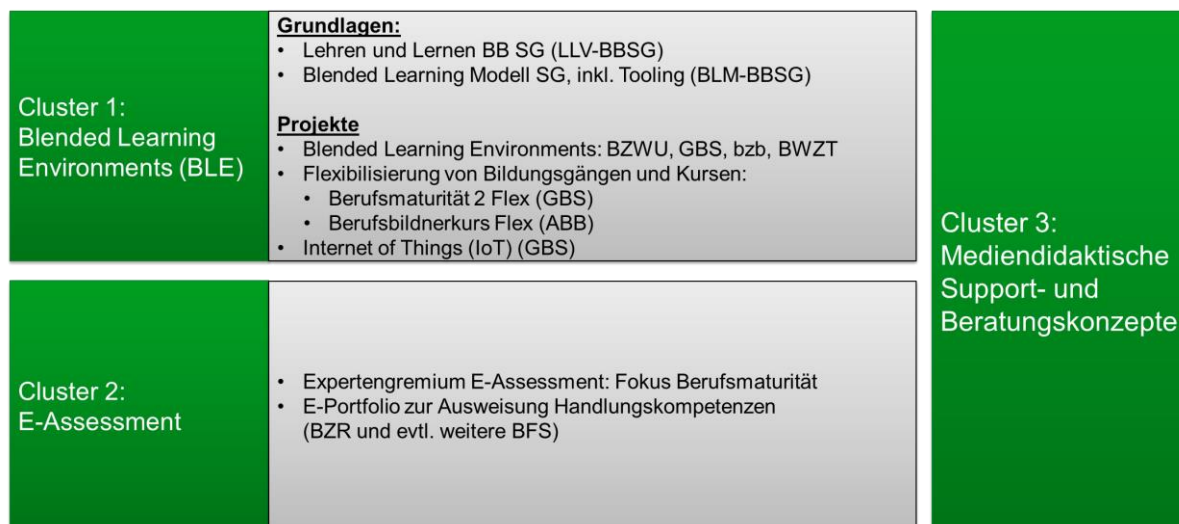 Cluster 1:
Blended Learning
Environments (BLE)
Grundlagen:
• Lehren und Lernen BB SG (LLV-BBSG)
• Blended Learning Modell SG, inkl. Tooling (BLM-BBSG)
Projekte
• Blended Learning Environments: BZWU, GBS, bzb, BWZT
• Flexibilisierung von Bildungsgängen und Kursen:
• Berufsmaturität 2 Flex (GBS)
• Berufsbildnerkurs Flex (ABB)
• Internet of Things (IoT) (GBS)
Cluster 2:
E-Assessment
• Expertengremium E-Assessment: Fokus Berufsmaturität
• E-Portfolio zur Ausweisung Handlungskompetenzen
(BZR und evtl. weitere BFS)
Cluster 3:
Mediendidaktische
Support- und
Beratungskonzepte